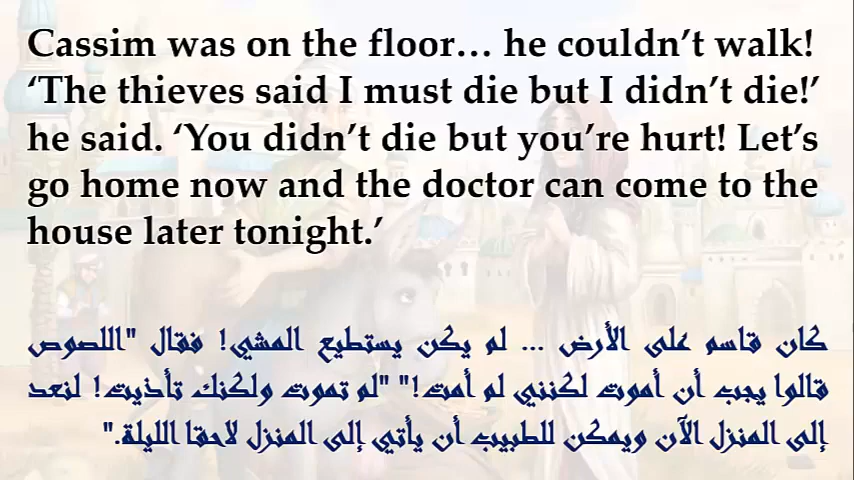 Cassim was on the floor… he couldn’t walk!
‘The thieves said I must die but I didn’t die!’
he said. ‘You didn’t die but you’re hurt! Let’s
go home now and the doctor can come to the
house later tonight.’
كان قاسم على الأرض ... لم يكن يستطيع المشي! فقال "اللصوص
قالوا يجب أن أموت لكنني لم أمت!" "لم تموت ولكنك تأذيت! لنعد
إلى المنزل الآن ويمكن للطبيب أن يأتي إلى المنزل لاحقا الليلة."